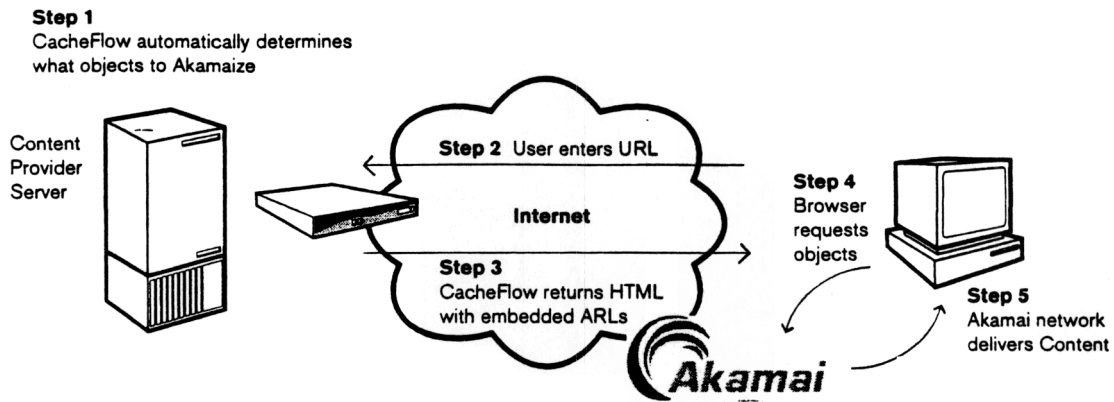 Step 1
CacheFlow automatically determines
what objects to Akamaize
Content
Provider
Server
Step 2 User enters URL
Internet
Step 3
CacheFlow returns HTML
with embedded ARLs
Step 4
Browser
requests
objects
Step 5
Akamai network
delivers Content
Akamai